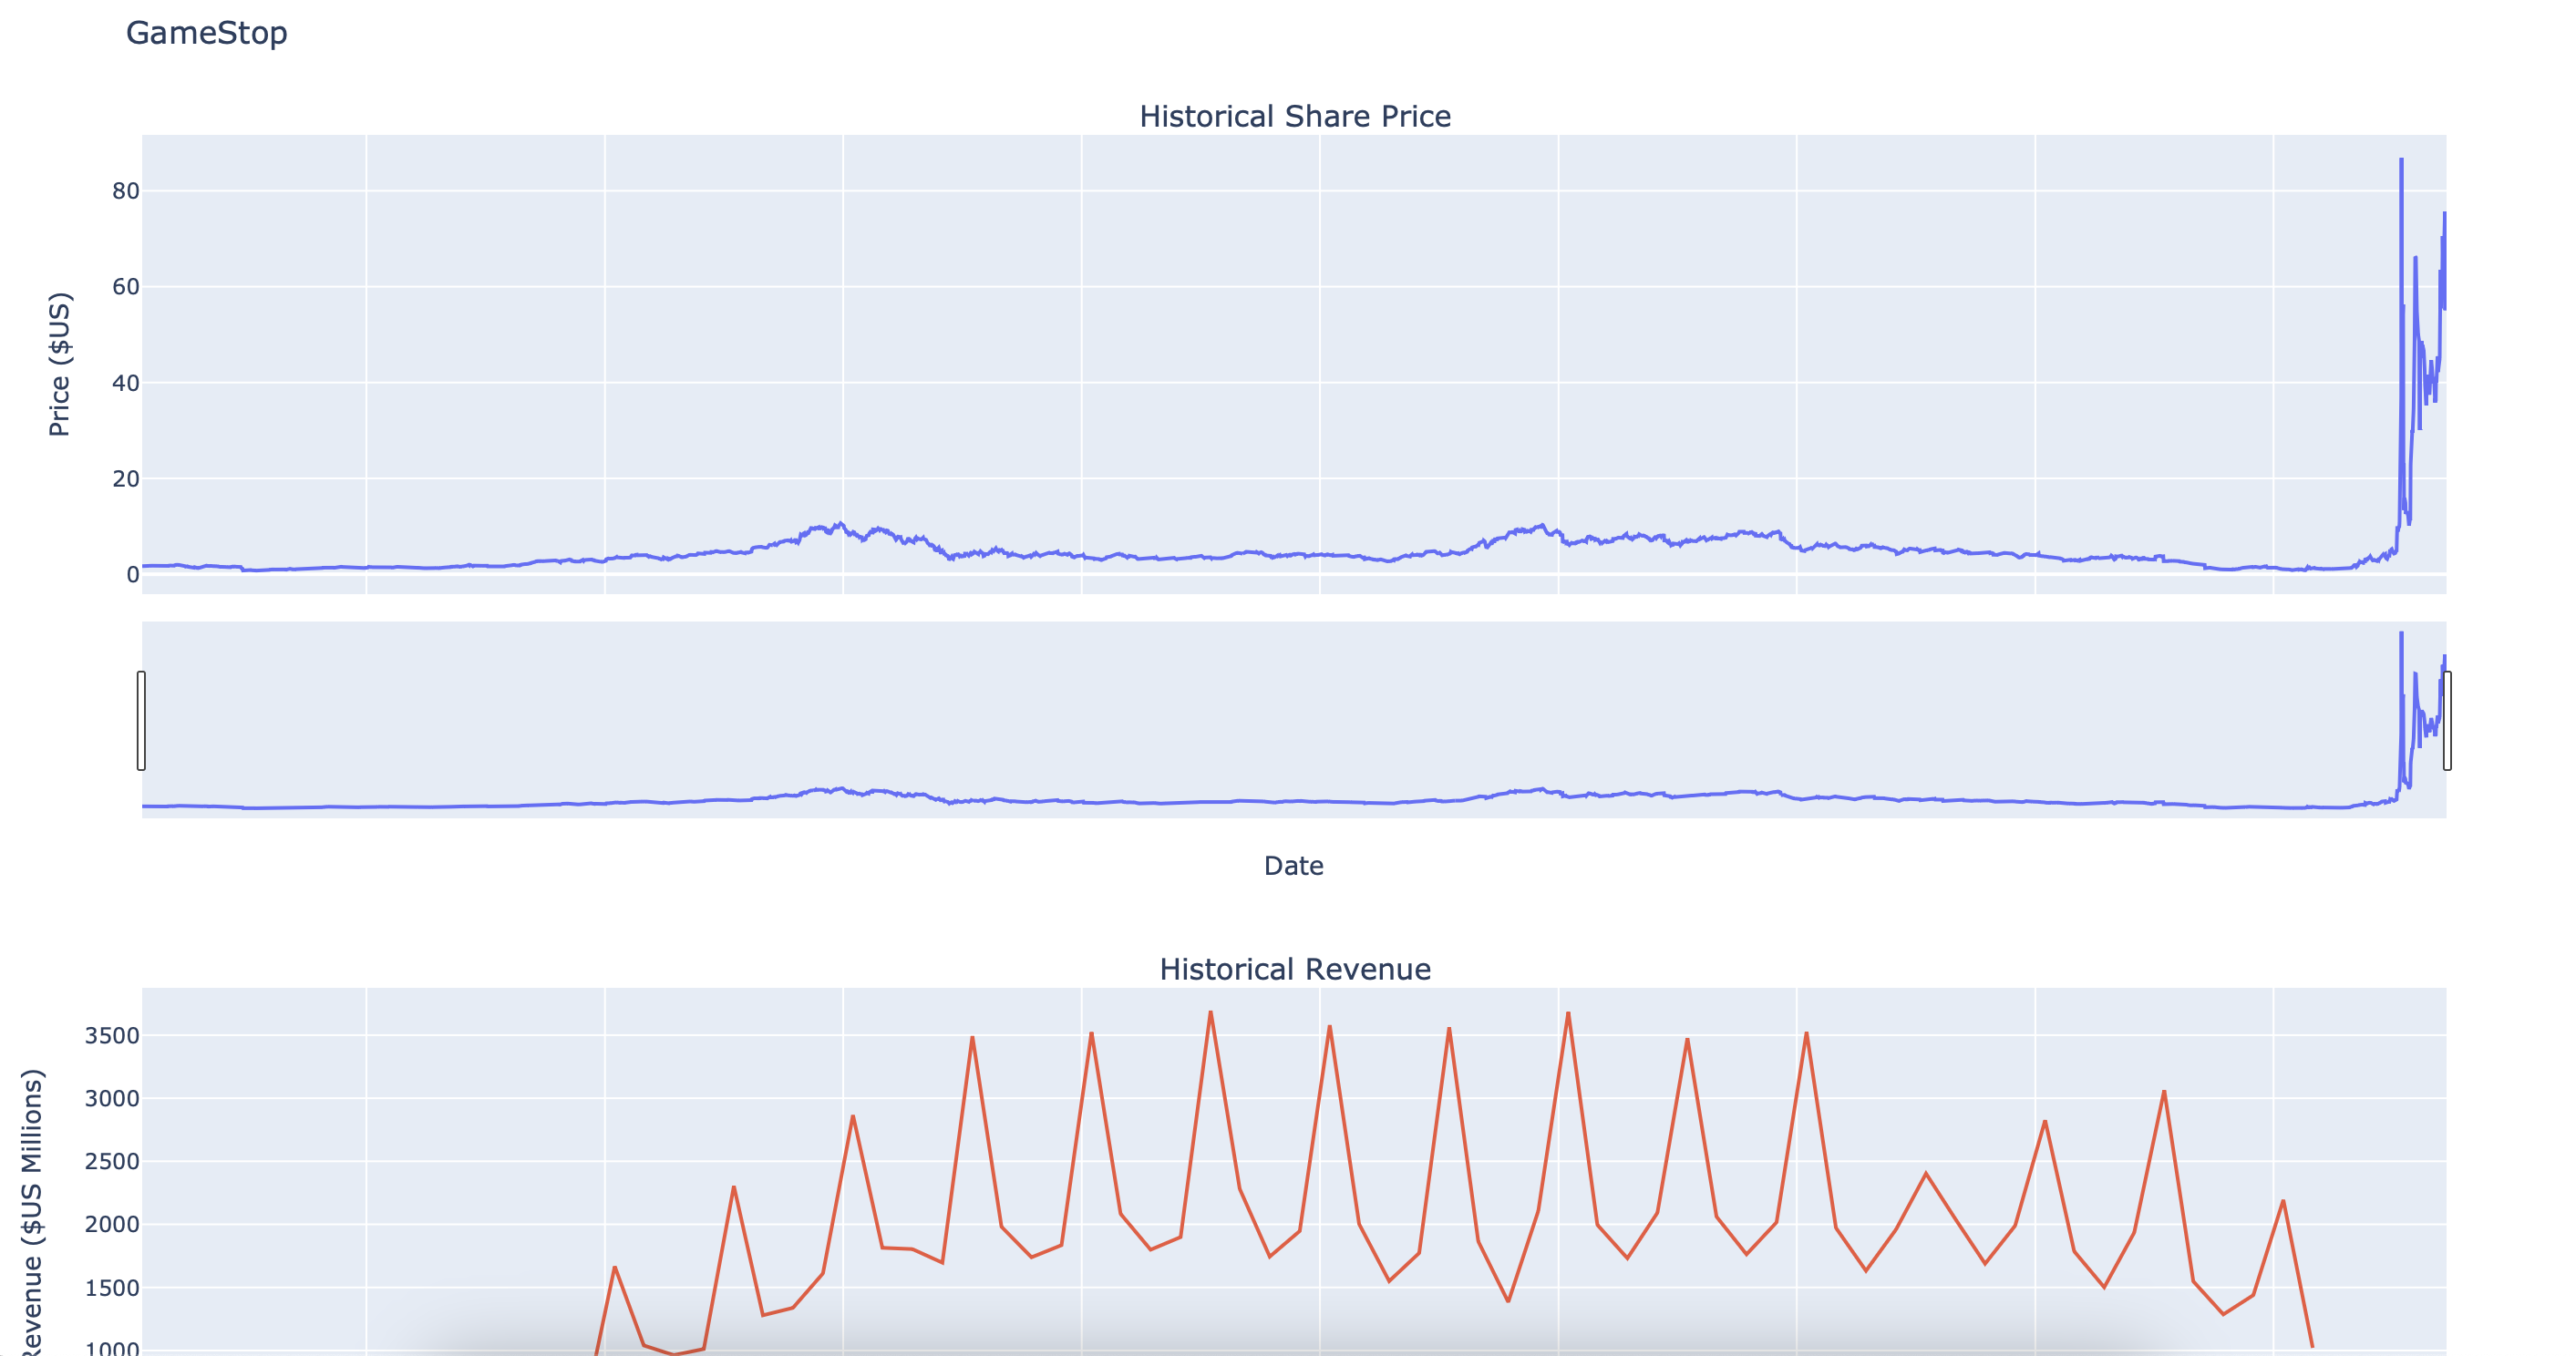 GameStop
Historical Share Price
80
60
40
20
0
Price ($US)
Date
Historical Revenue
3500
3000
2500
2000
1500
1000
Revenue ($US Millions)